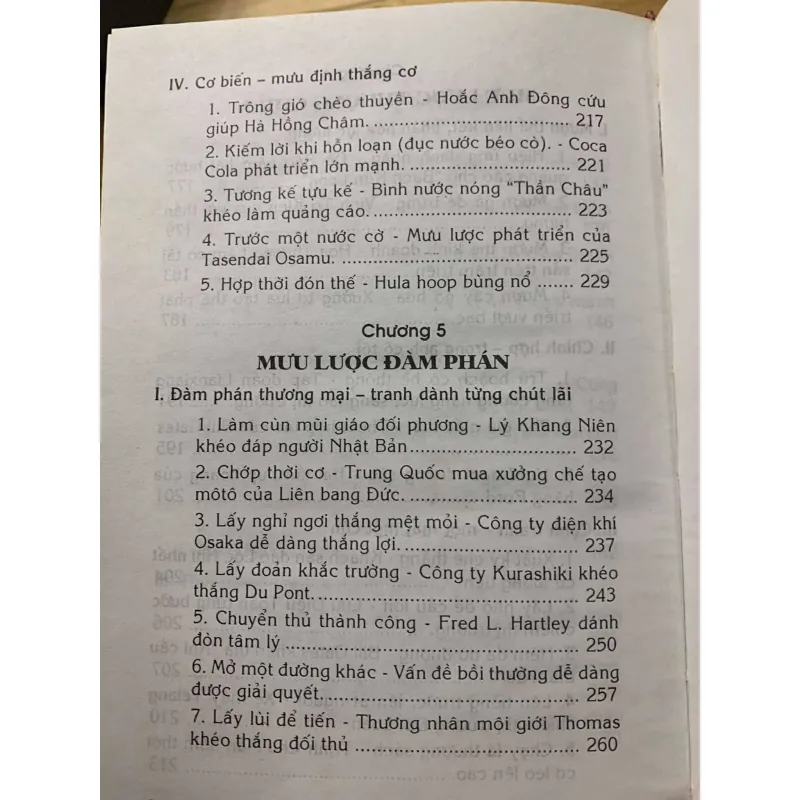 IV. Cơ biến – mưu định thắng cơ
1. Trông gió chèo thuyền - Hoắc Anh Đông cứu
giúp Hà Hồng Châm. ........................................ 217
2. Kiếm lời khi hỗn loạn (đục nước béo cò). - Coca
Cola phát triển lớn mạnh. ................................ 221
3. Tương kế tựu kế - Bình nước nóng "Thần Châu"
khéo làm quảng cáo. ........................................ 223
4. Trước một nước cờ - Mưu lược phát triển của
Tasendai Osamu. ............................................. 225
5. Hợp thời đón thế - Hula hoop bùng nổ ....... 229
Chương 5
MƯU LƯỢC ĐÀM PHÁN
I. Đàm phán thương mại – tranh dành từng chút lãi
1. Làm cùn mũi giáo đối phương - Lý Khang Niên
khéo đáp người Nhật Bản ................................ 232
2. Chớp thời cơ - Trung Quốc mua xưởng chế tạo
môtô của Liên bang Đức. ................................. 234
3. Lấy nghỉ ngơi thắng mệt mỏi - Công ty điện khí
Osaka dễ dàng thắng lợi. ................................. 237
4. Lấy đoản khắc trường - Công ty Kurashiki khéo
thắng Du Pont. ................................................ 243
5. Chuyển thủ thành công - Fred L. Hartley dánh
đòn tâm lý ....................................................... 250
6. Mở một đường khác - Vấn đề bồi thường dễ dàng
được giải quyết. ............................................... 257
7. Lấy lùi để tiến - Thương nhân môi giới Thomas
khéo thắng đối thủ ........................................... 260